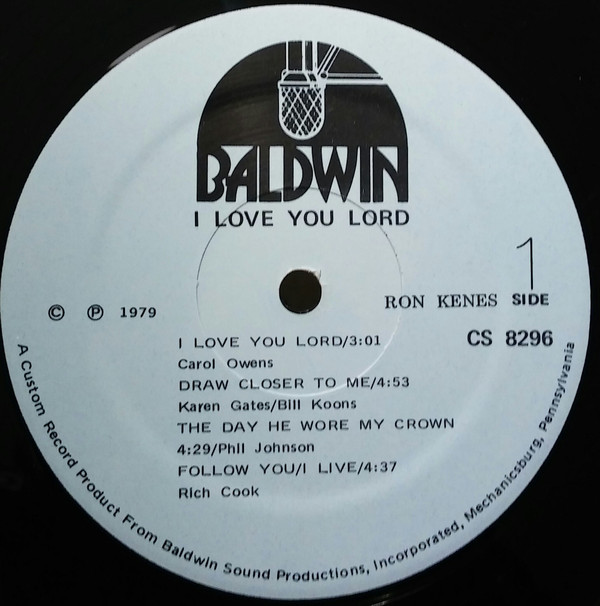 BALDWIN
I LOVE YOU LORD
1
RON KENES SIDE
© ℗ 1979
CS 8296
I LOVE YOU LORD/3:01
Carol Owens
DRAW CLOSER TO ME/4:53
Karen Gates/Bill Koons
THE DAY HE WORE MY CROWN
4:29/Phil Johnson
FOLLOW YOU/I LIVE/4:37
Rich Cook
A Custom Record Product From Baldwin Sound Productions, Incorporated, Mechanicsburg, Pennsylvania